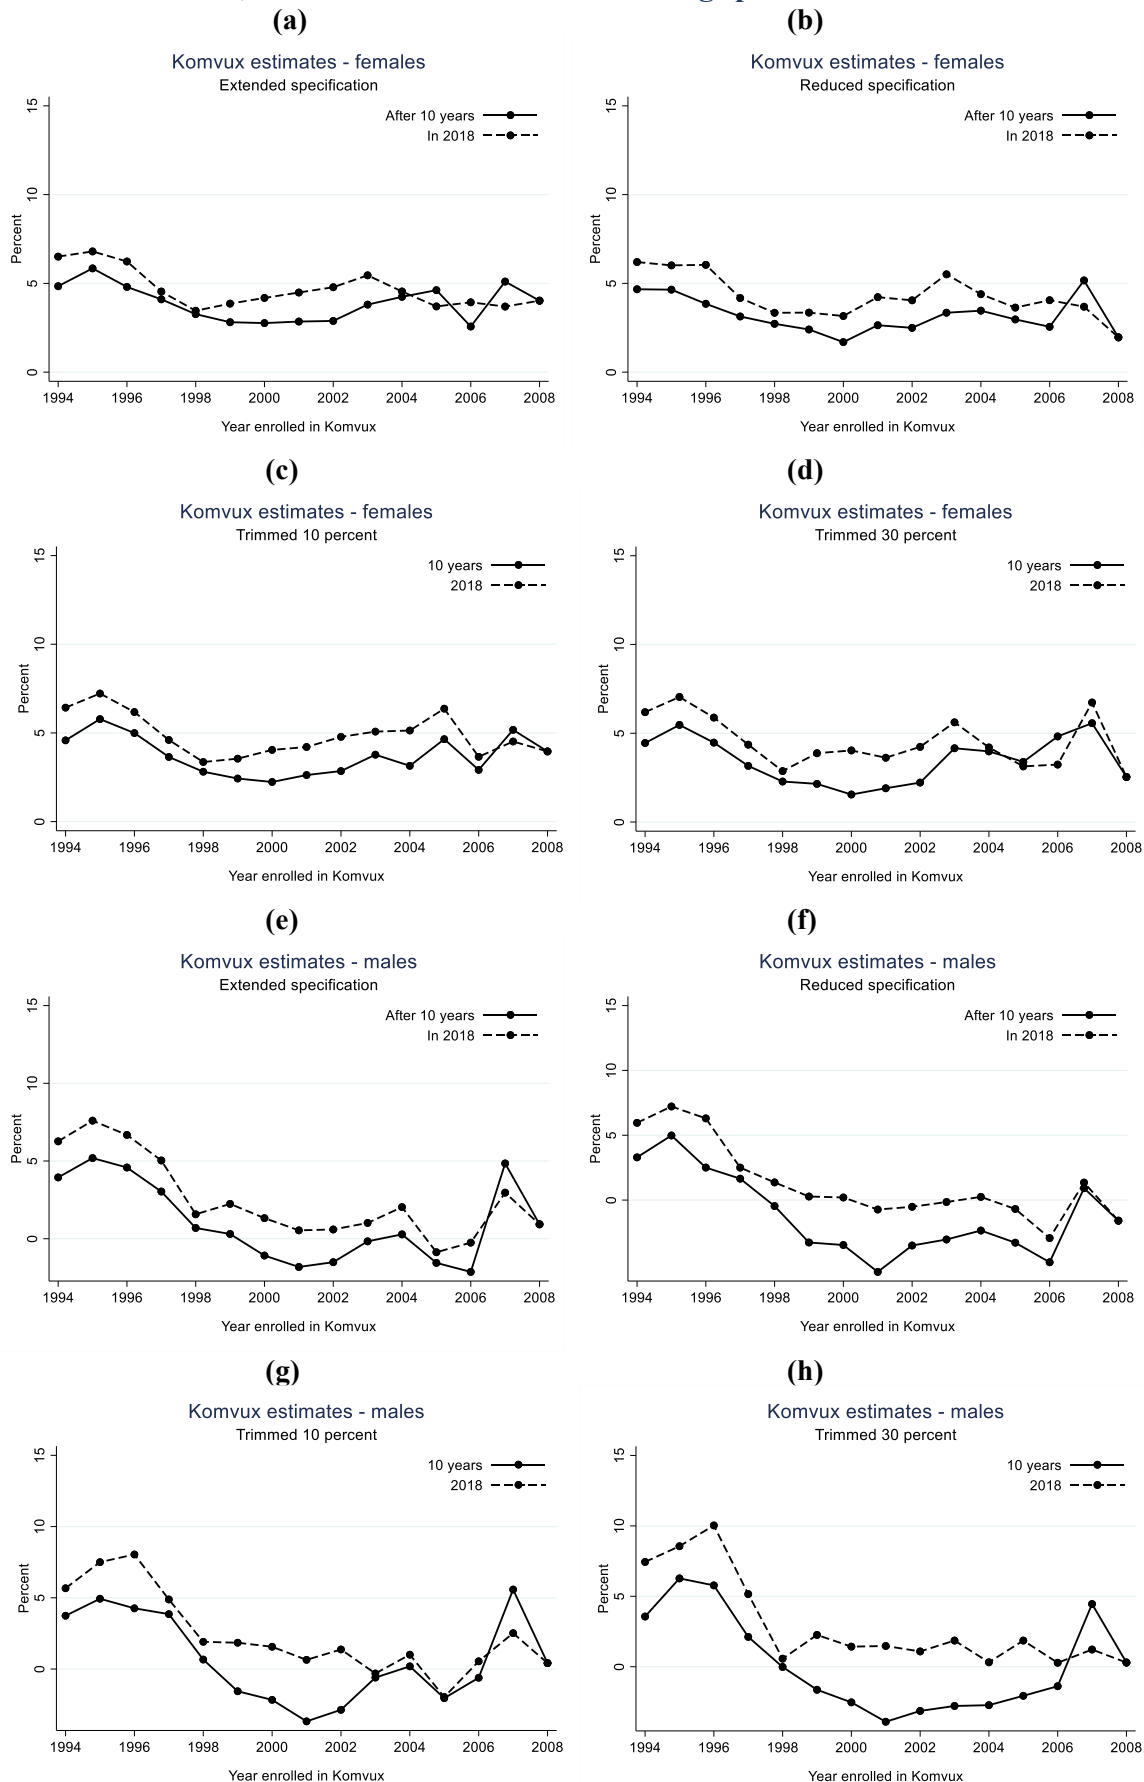 (a) (b)
Komvux estimates - females
Extended specification
15
10
5
0
Percent
After 10 years
In 2018
1994 1996 1998 2000 2002 2004 2006 2008
Year enrolled in Komvux
Komvux estimates - females
Reduced specification
15
10
5
0
Percent
After 10 years
In 2018
1994 1996 1998 2000 2002 2004 2006 2008
Year enrolled in Komvux
(c) (d)
Komvux estimates - females
Trimmed 10 percent
15
10
5
0
Percent
10 years
2018
1994 1996 1998 2000 2002 2004 2006 2008
Year enrolled in Komvux
Komvux estimates - females
Trimmed 30 percent
15
10
5
0
Percent
10 years
2018
1994 1996 1998 2000 2002 2004 2006 2008
Year enrolled in Komvux
(e) (f)
Komvux estimates - males
Extended specification
15
10
5
0
Percent
After 10 years
In 2018
1994 1996 1998 2000 2002 2004 2006 2008
Year enrolled in Komvux
Komvux estimates - males
Reduced specification
15
10
5
0
Percent
After 10 years
In 2018
1994 1996 1998 2000 2002 2004 2006 2008
Year enrolled in Komvux
(g) (h)
Komvux estimates - males
Trimmed 10 percent
15
10
5
0
Percent
10 years
2018
1994 1996 1998 2000 2002 2004 2006 2008
Year enrolled in Komvux
Komvux estimates - males
Trimmed 30 percent
15
10
5
0
Percent
10 years
2018
1994 1996 1998 2000 2002 2004 2006 2008
Year enrolled in Komvux